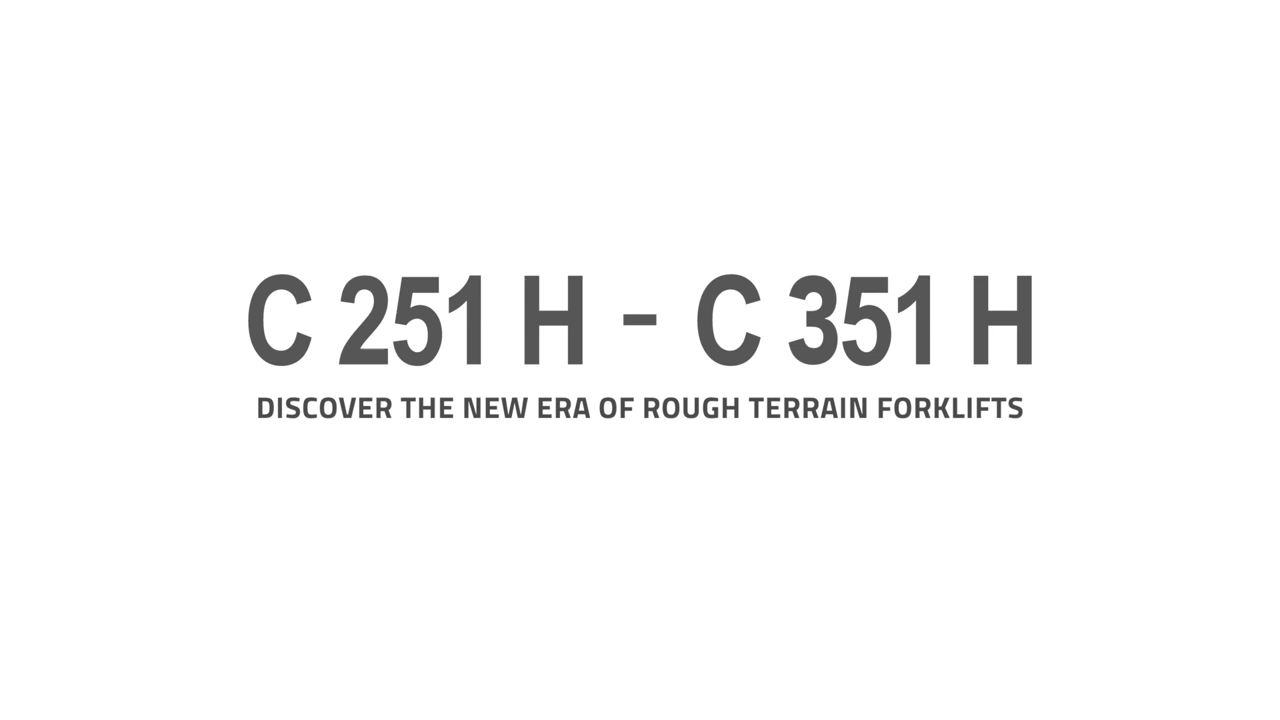 C 251 H - C 351 H
DISCOVER THE NEW ERA OF ROUGH TERRAIN FORKLIFTS